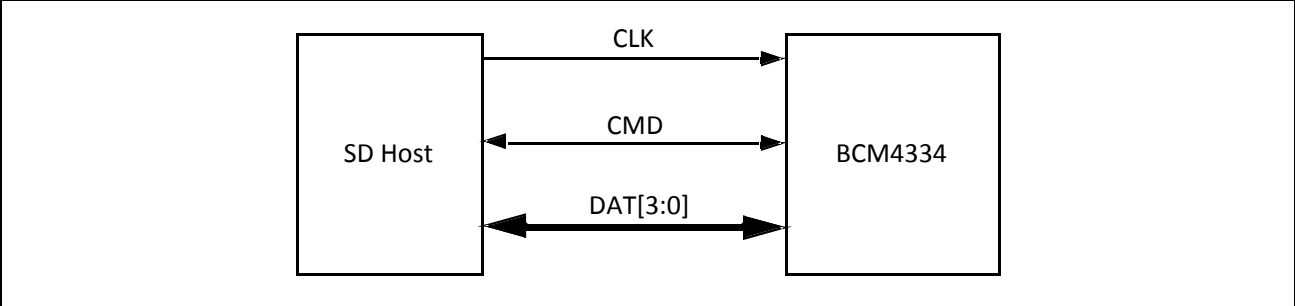 CLK
CMD
SD Host
BCM4334
DAT[3:0]